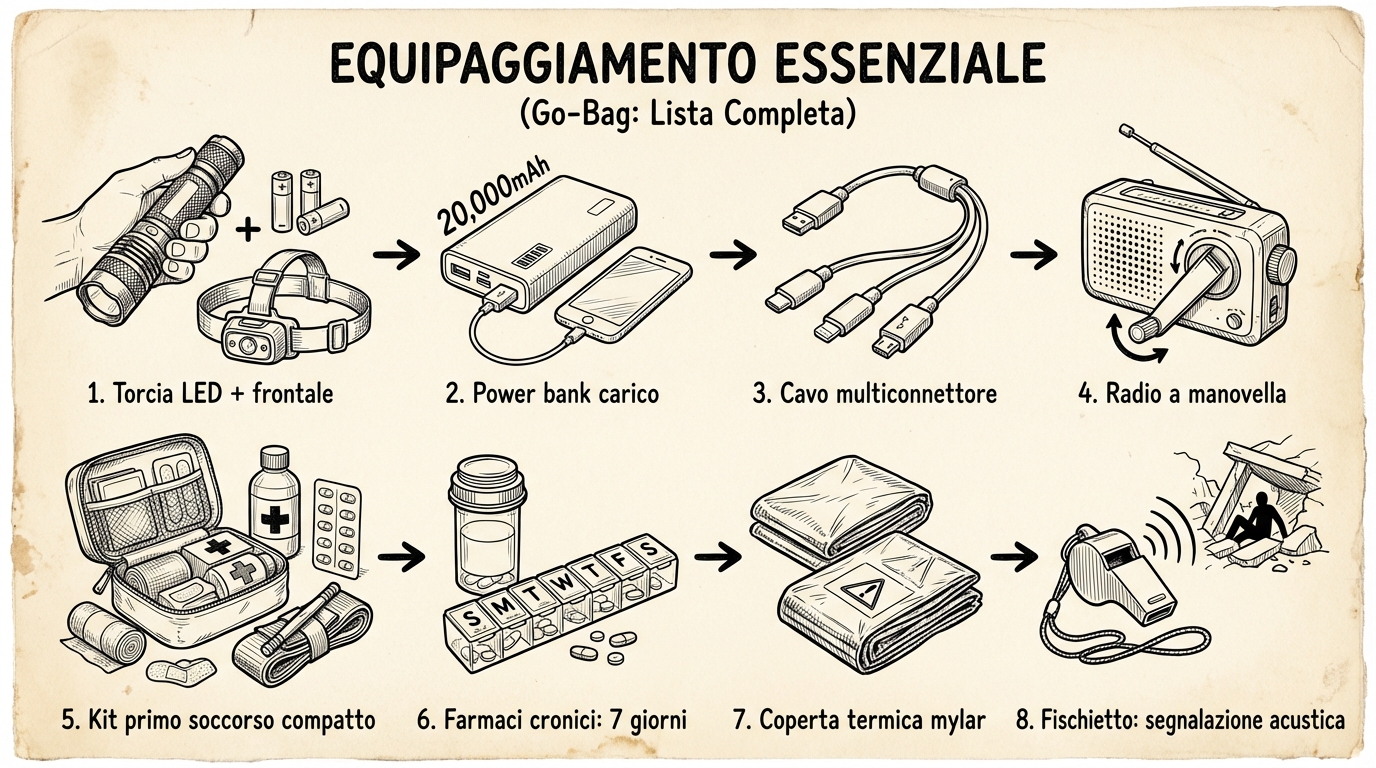 EQUIPAGGIAMENTO ESSENZIALE
(Go-Bag: Lista Completa)
20,000mAh
1. Torcia LED + frontale
2. Power bank carico
3. Cavo multiconnettore
4. Radio a manovella
S M T W T F S
5. Kit primo soccorso compatto
6. Farmaci cronici: 7 giorni
7. Coperta termica mylar
8. Fischietto: segnalazione acustica